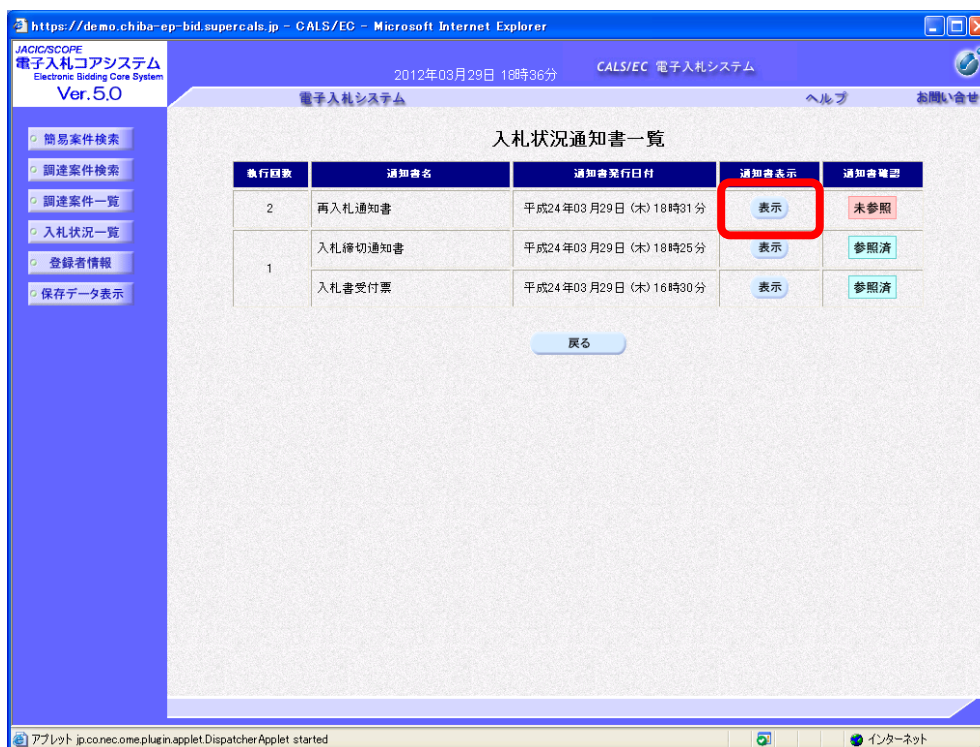 https://demo.chiba-ep-bid.supercals.jp - CALS/EC - Microsoft Internet Explorer
JACIC/SCOPE
電子入札コアシステム
Electronic Bidding Core System
Ver.5.0
2012年03月29日 18時36分
CALS/EC 電子入札システム
電子入札システム
ヘルプ
お問い合せ
簡易案件検索
調達案件検索
調達案件一覧
入札状況一覧
登録者情報
保存データ表示
入札状況通知書一覧
執行回数 通知書名 通知書発行日付 通知書表示 通知書確認
2 再入札通知書 平成24年03月29日 (木) 18時31分 表示 未参照
1 入札締切通知書 平成24年03月29日 (木) 18時25分 表示 参照済
入札書受付票 平成24年03月29日 (木) 16時30分 表示 参照済
戻る
アプレット jp.co.nec.ome.plugin.applet.DispatcherApplet started
インターネット